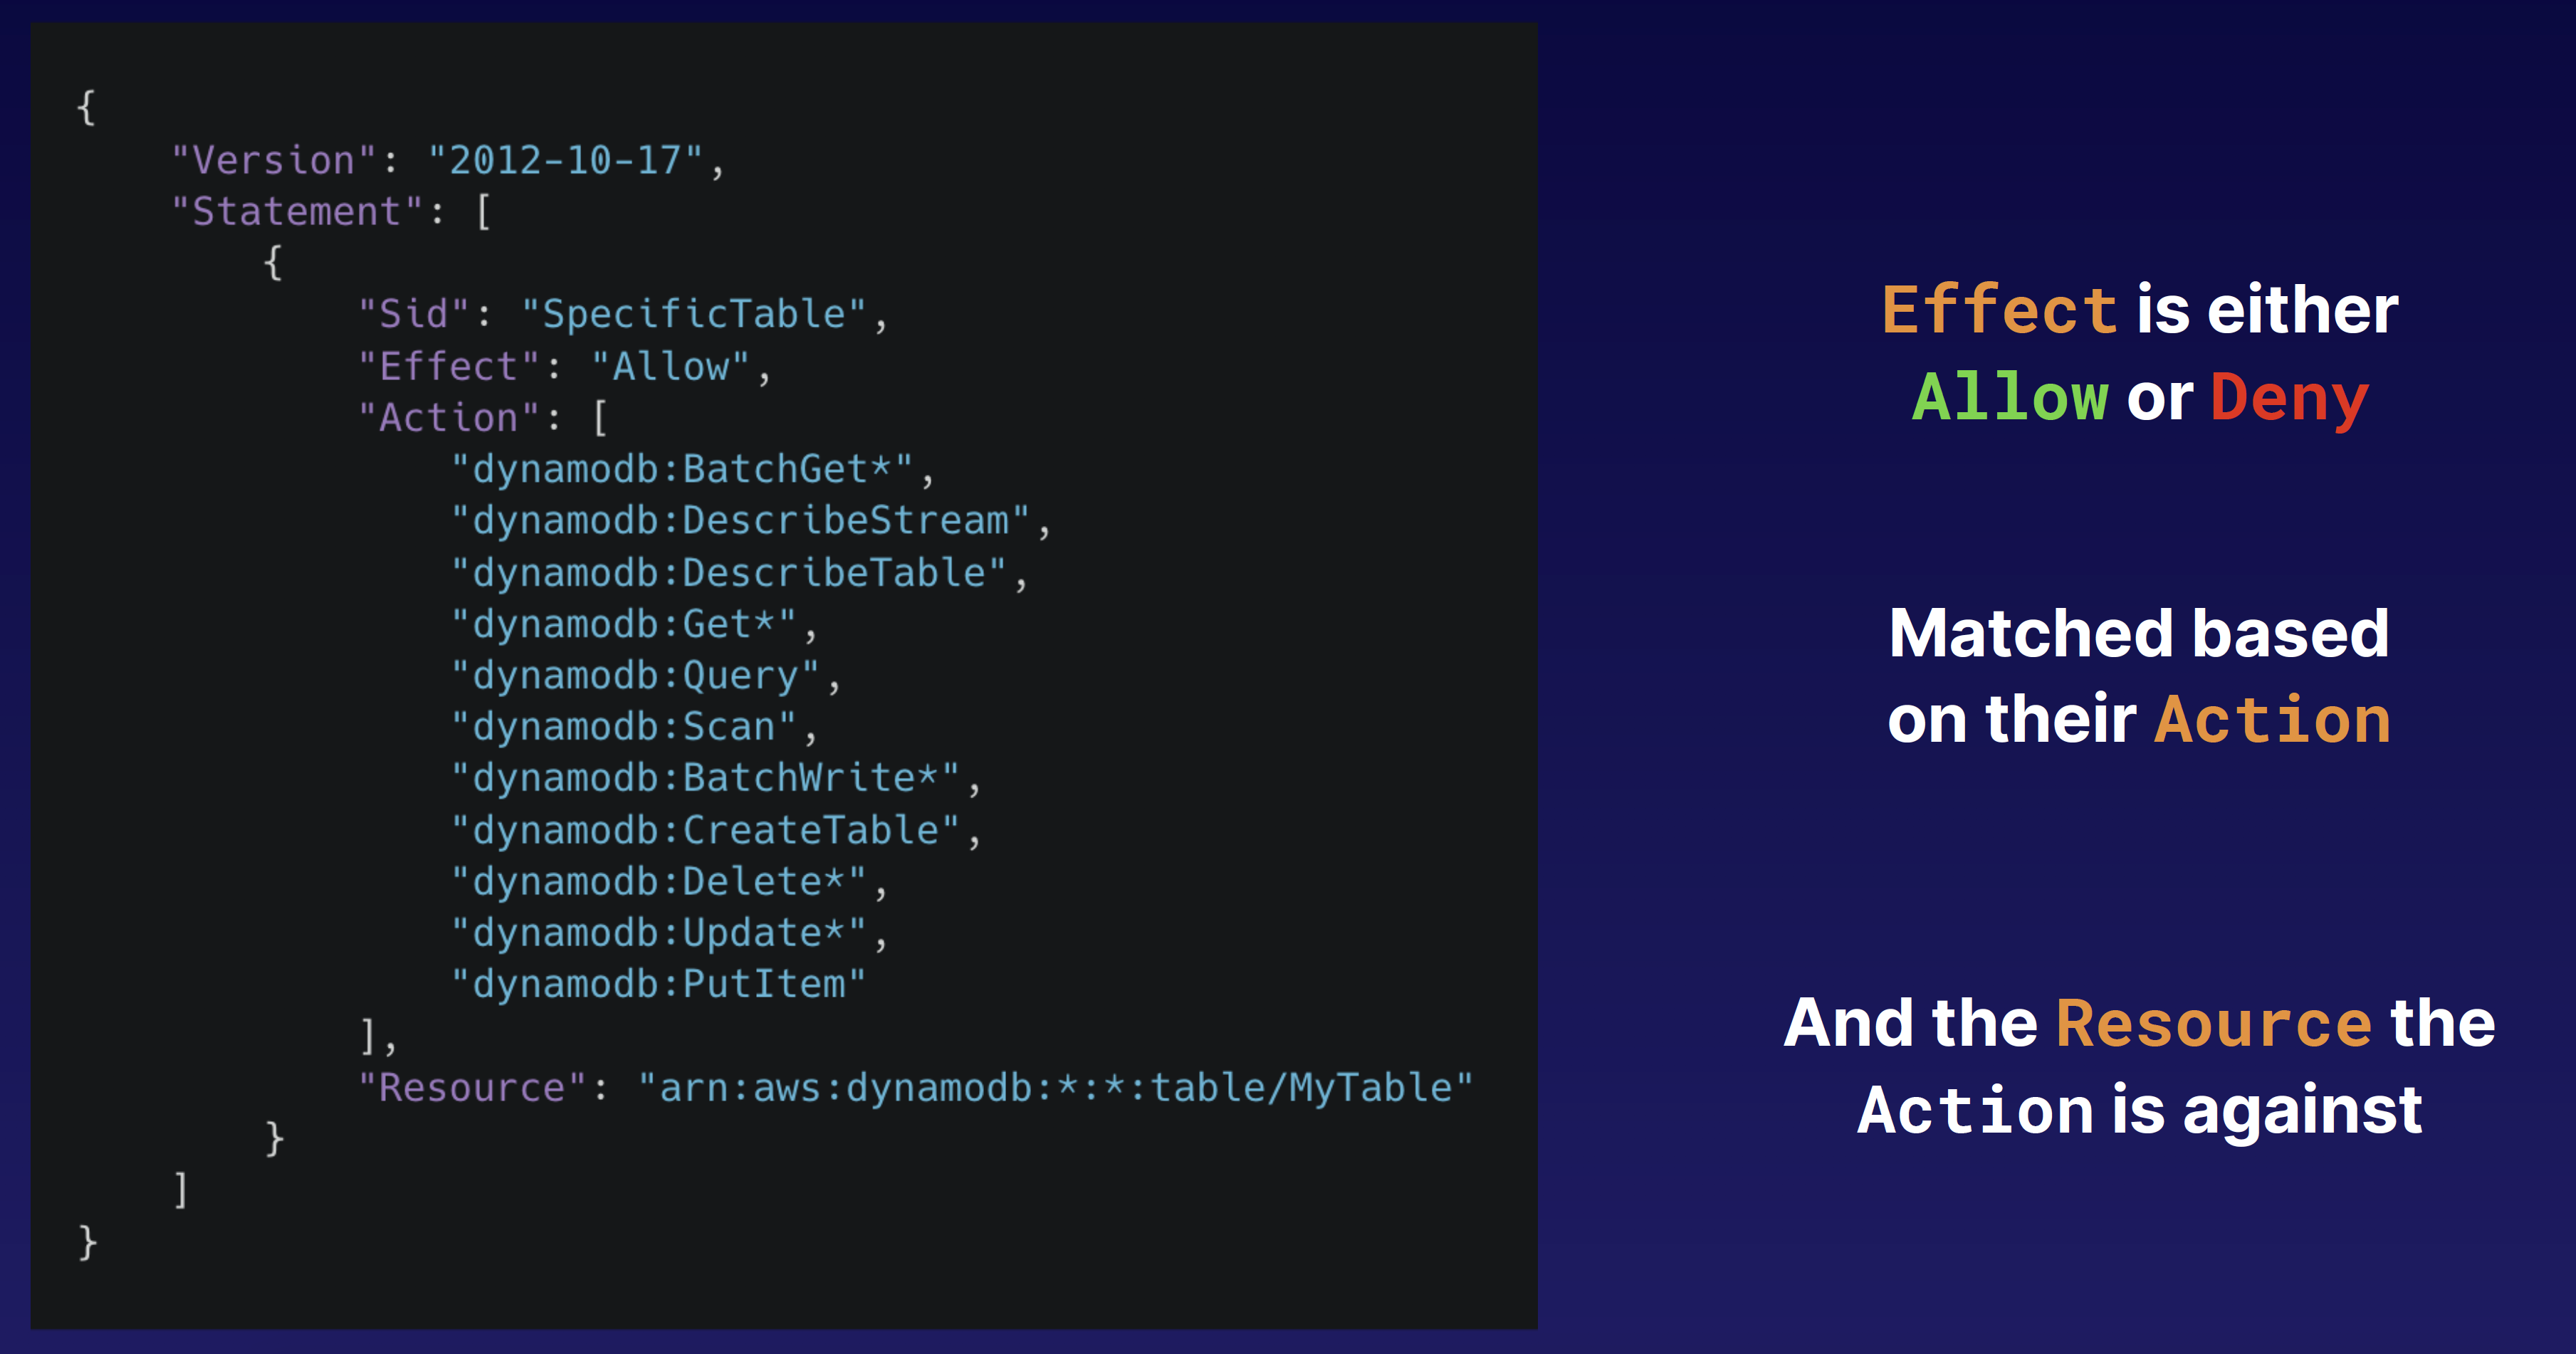 {
    "Version": "2012-10-17",
    "Statement": [
        {
            "Sid": "SpecificTable",
            "Effect": "Allow",
            "Action": [
                "dynamodb:BatchGet*",
                "dynamodb:DescribeStream",
                "dynamodb:DescribeTable",
                "dynamodb:Get*",
                "dynamodb:Query",
                "dynamodb:Scan",
                "dynamodb:BatchWrite*",
                "dynamodb:CreateTable",
                "dynamodb:Delete*",
                "dynamodb:Update*",
                "dynamodb:PutItem"
            ],
            "Resource": "arn:aws:dynamodb:*:*:table/MyTable"
        }
    ]
}
Effect is either
Allow or Deny
Matched based
on their Action
And the Resource the
Action is against